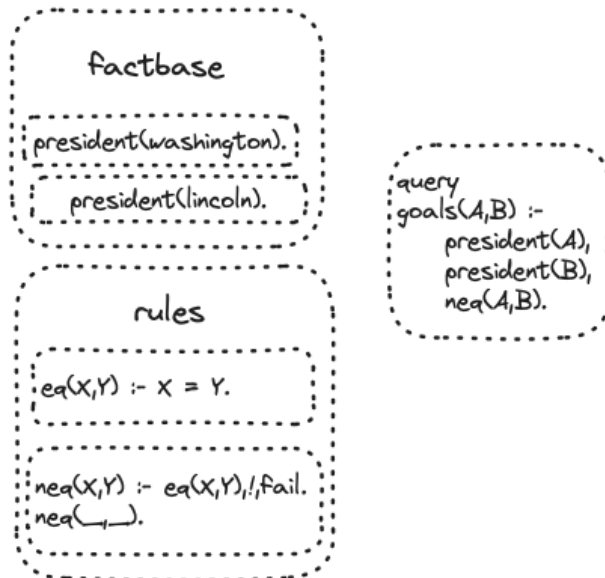 factbase
president(washington).
president(lincoln).
rules
eq(X,Y) :- X = Y.
neq(X,Y) :- eq(X,Y),!,fail.
neq(_,_).
query
goals(A,B) :-
president(A),
president(B),
neq(A,B).